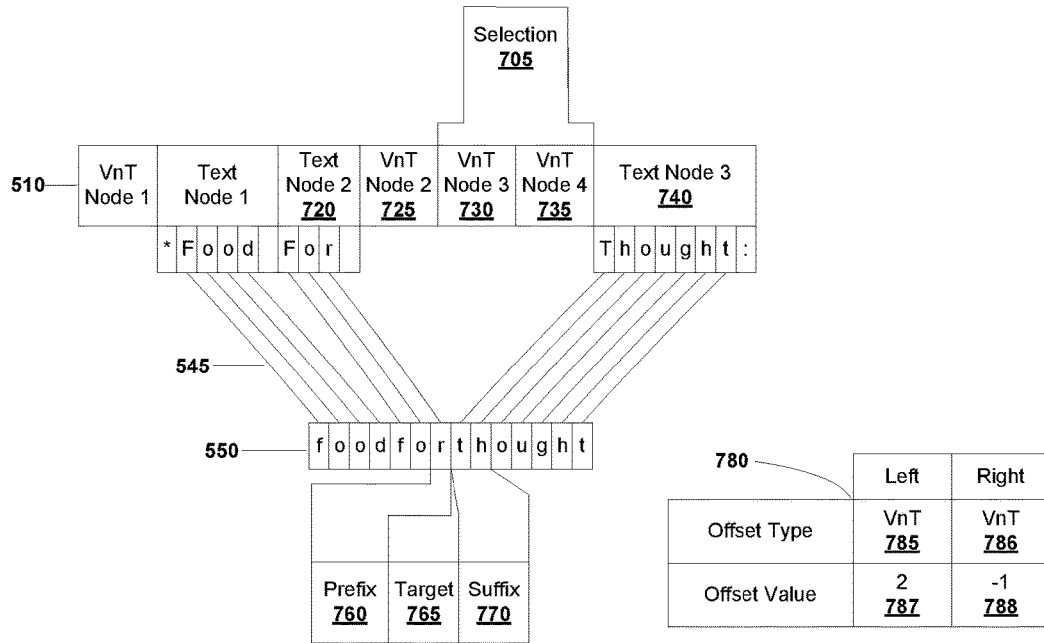 Selection
705
510
VnT Node 1
Text Node 1
Text Node 2
720
VnT Node 2
725
VnT Node 3
730
VnT Node 4
735
Text Node 3
740
* F o o d F o r
T h o u g h t :
545
550
f o o d f o r t h o u g h t
Prefix
760
Target
765
Suffix
770
780
Left Right
Offset Type
VnT
785
VnT
786
Offset Value
2
787
-1
788